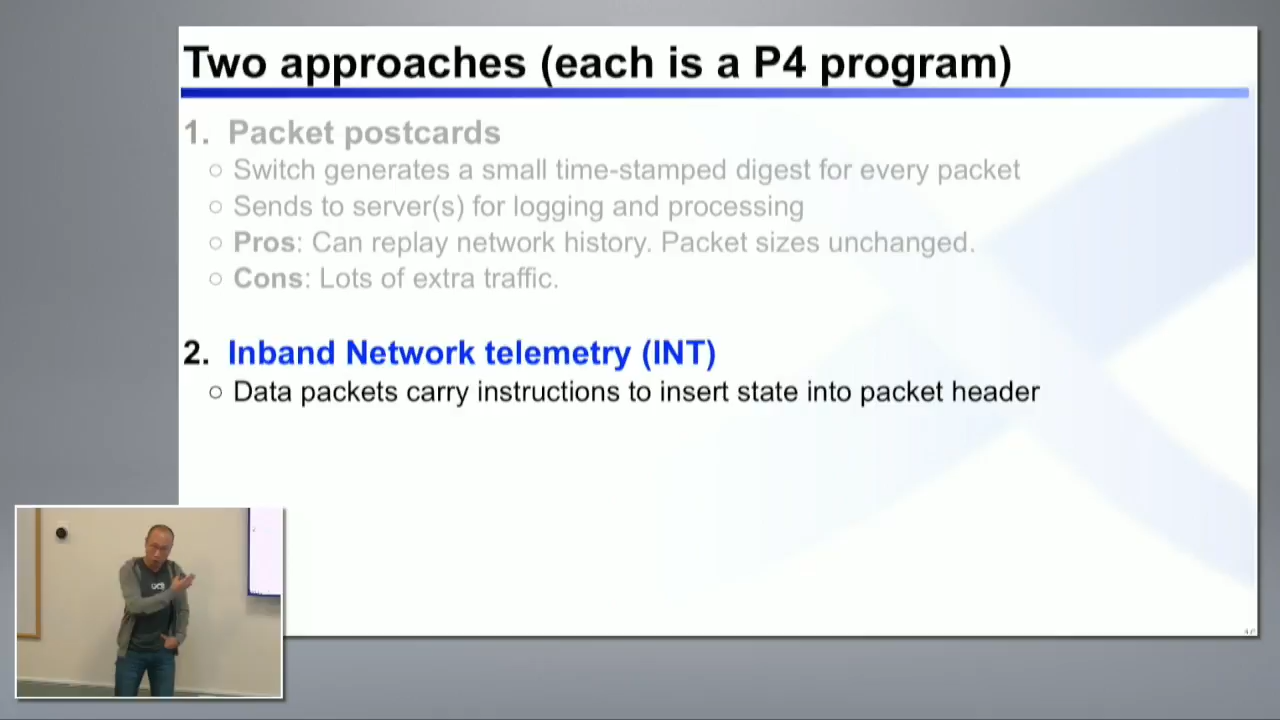 Two approaches (each is a P4 program)
1. Packet postcards
○ Switch generates a small time-stamped digest for every packet
○ Sends to server(s) for logging and processing
○ Pros: Can replay network history. Packet sizes unchanged.
○ Cons: Lots of extra traffic.
2. Inband Network telemetry (INT)
○ Data packets carry instructions to insert state into packet header